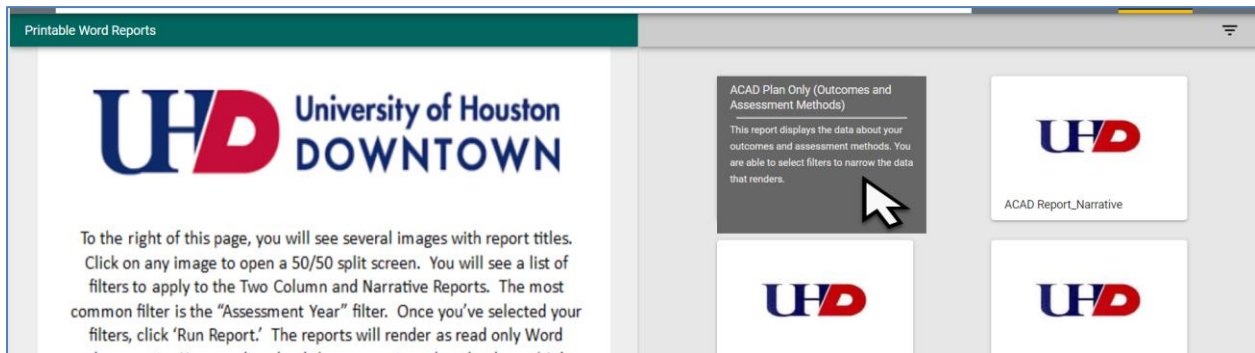 Printable Word Reports
UHD University of Houston
DOWNTOWN
To the right of this page, you will see several images with report titles.
Click on any image to open a 50/50 split screen. You will see a list of
filters to apply to the Two Column and Narrative Reports. The most
common filter is the “Assessment Year” filter. Once you’ve selected your
filters, click ‘Run Report.’ The reports will render as read only Word
ACAD Plan Only (Outcomes and
Assessment Methods)
This report displays the data about your
outcomes and assessment methods. You
are able to select filters to narrow the data
that renders.
UHD
ACAD Report_Narrative
UHD
UHD